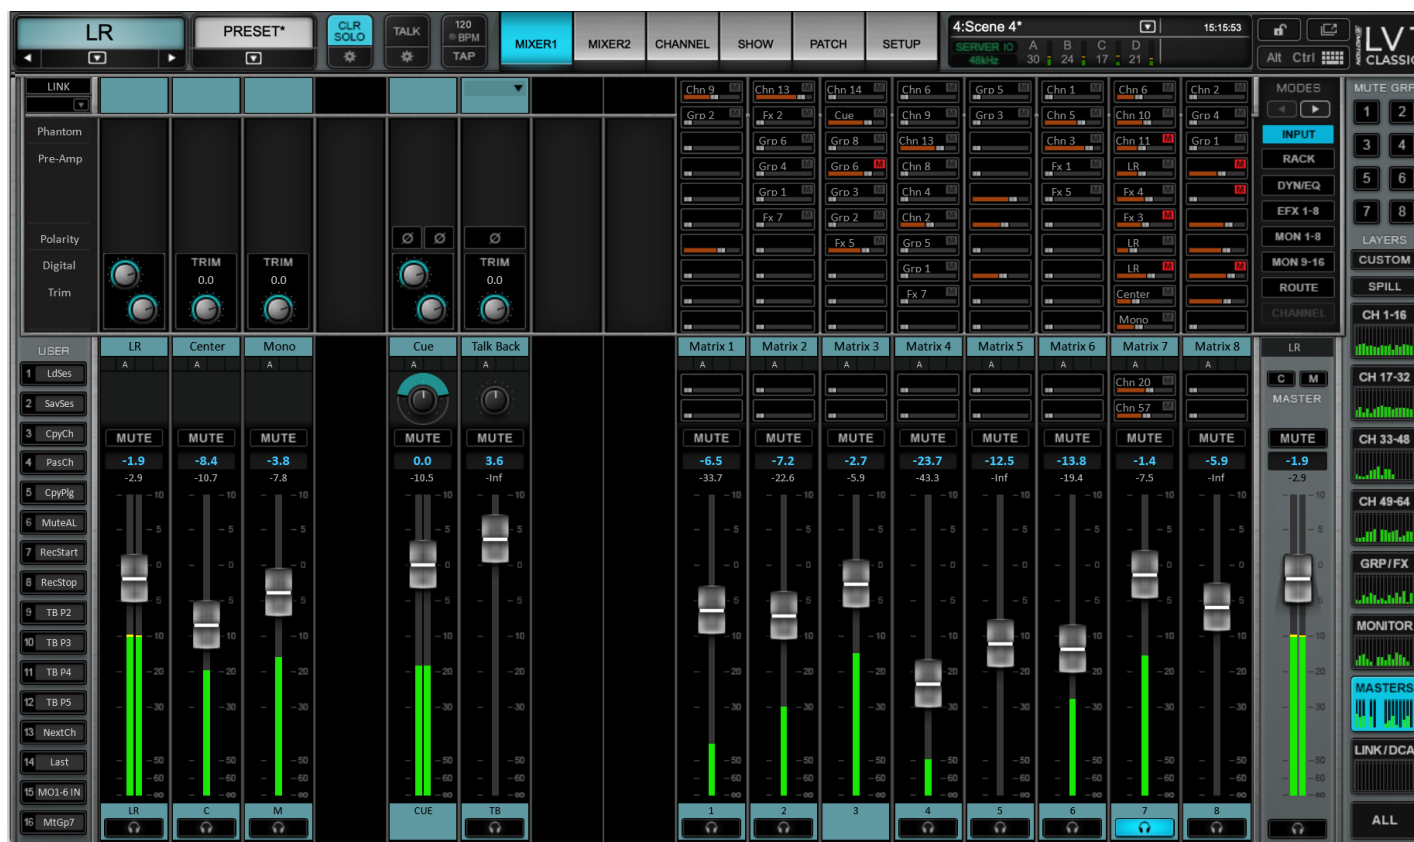 LR
PRESET*
CLR SOLO
TALK
120 BPM
TAP
MIXER1
MIXER2
CHANNEL
SHOW
PATCH
SETUP
4:Scene 4*
15:15:53
SERVER IO A B C D
48kHz 30 24 17 21
Alt Ctrl
CLASSIC
LINK
Phantom
Pre-Amp
Polarity
Digital
Trim
Ø Ø Ø
TRIM TRIM TRIM
0.0 0.0 0.0
Chn 9 Chn 13 Chn 14 Chn 6 Grp 5 Chn 1 Chn 6 Chn 2
Grp 2 Fx 2 Cue Chn 9 Grp 3 Chn 5 Chn 10 Grp 4
Grp 6 Grp 8 Chn 13 Chn 3 Chn 11 Grp 1
Grp 4 Grp 6 Chn 8 Fx 1 LR
Grp 1 Grp 3 Chn 4 Fx 5 Fx 4
Fx 7 Grp 2 Chn 2 Fx 3
Fx 5 Grp 5 LR
Grp 1 LR
Fx 7 Center
Mono
MODES
INPUT
RACK
DYN/EQ
EFX 1-8
MON 1-8
MON 9-16
ROUTE
CHANNEL
MUTE GRP
1 2
3 4
5 6
7 8
LAYERS
CUSTOM
SPILL
CH 1-16
CH 17-32
CH 33-48
CH 49-64
GRP/FX
MONITOR
MASTERS
LINK/DCA
ALL
USER
1 LdSes
2 SavSes
3 CpyCh
4 PasCh
5 CpyPlg
6 MuteAL
7 RecStart
8 RecStop
9 TB P2
10 TB P3
11 TB P4
12 TB P5
13 NextCh
14 Last
15 MO1-6 IN
16 MtGp7
LR Center Mono Cue Talk Back Matrix 1 Matrix 2 Matrix 3 Matrix 4 Matrix 5 Matrix 6 Matrix 7 Matrix 8 LR
A A A A A A A A A A A A A
Chn 20
Chn 57
C M
MASTER
MUTE MUTE MUTE MUTE MUTE MUTE MUTE MUTE MUTE MUTE MUTE MUTE MUTE MUTE
-1.9 -8.4 -3.8 0.0 3.6 -6.5 -7.2 -2.7 -23.7 -12.5 -13.8 -1.4 -5.9 -1.9
-2.9 -10.7 -7.8 -10.5 -Inf -33.7 -22.6 -5.9 -43.3 -Inf -19.4 -7.5 -Inf -2.9
LR C M CUE TB 1 2 3 4 5 6 7 8